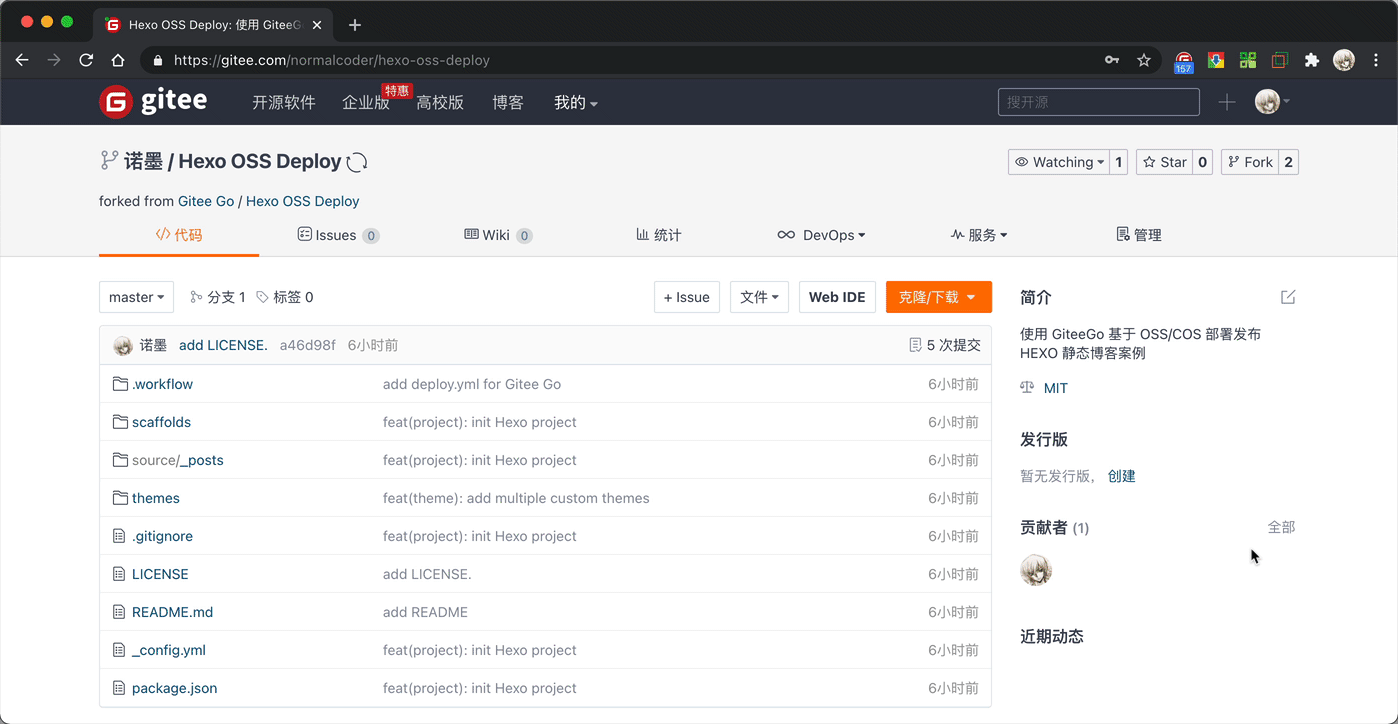 Hexo OSS Deploy: 使用 GiteeG
https://gitee.com/normalcoder/hexo-oss-deploy
157
gitee 开源软件 企业版 特惠 高校版 博客 我的 搜开源
诺墨 / Hexo OSS Deploy Watching 1 Star 0 Fork 2
forked from Gitee Go / Hexo OSS Deploy
代码 Issues 0 Wiki 0 统计 DevOps 服务 管理
master 分支 1 标签 0 + Issue 文件 Web IDE 克隆/下载
诺墨 add LICENSE. a46d98f 6小时前 5 次提交
.workflow add deploy.yml for Gitee Go 6小时前
scaffolds feat(project): init Hexo project 6小时前
source/_posts feat(project): init Hexo project 6小时前
themes feat(theme): add multiple custom themes 6小时前
.gitignore feat(project): init Hexo project 6小时前
LICENSE add LICENSE. 6小时前
README.md add README 6小时前
_config.yml feat(project): init Hexo project 6小时前
package.json feat(project): init Hexo project 6小时前
简介
使用 GiteeGo 基于 OSS/COS 部署发布
HEXO 静态博客案例
MIT
发行版
暂无发行版， 创建
贡献者 (1) 全部
近期动态